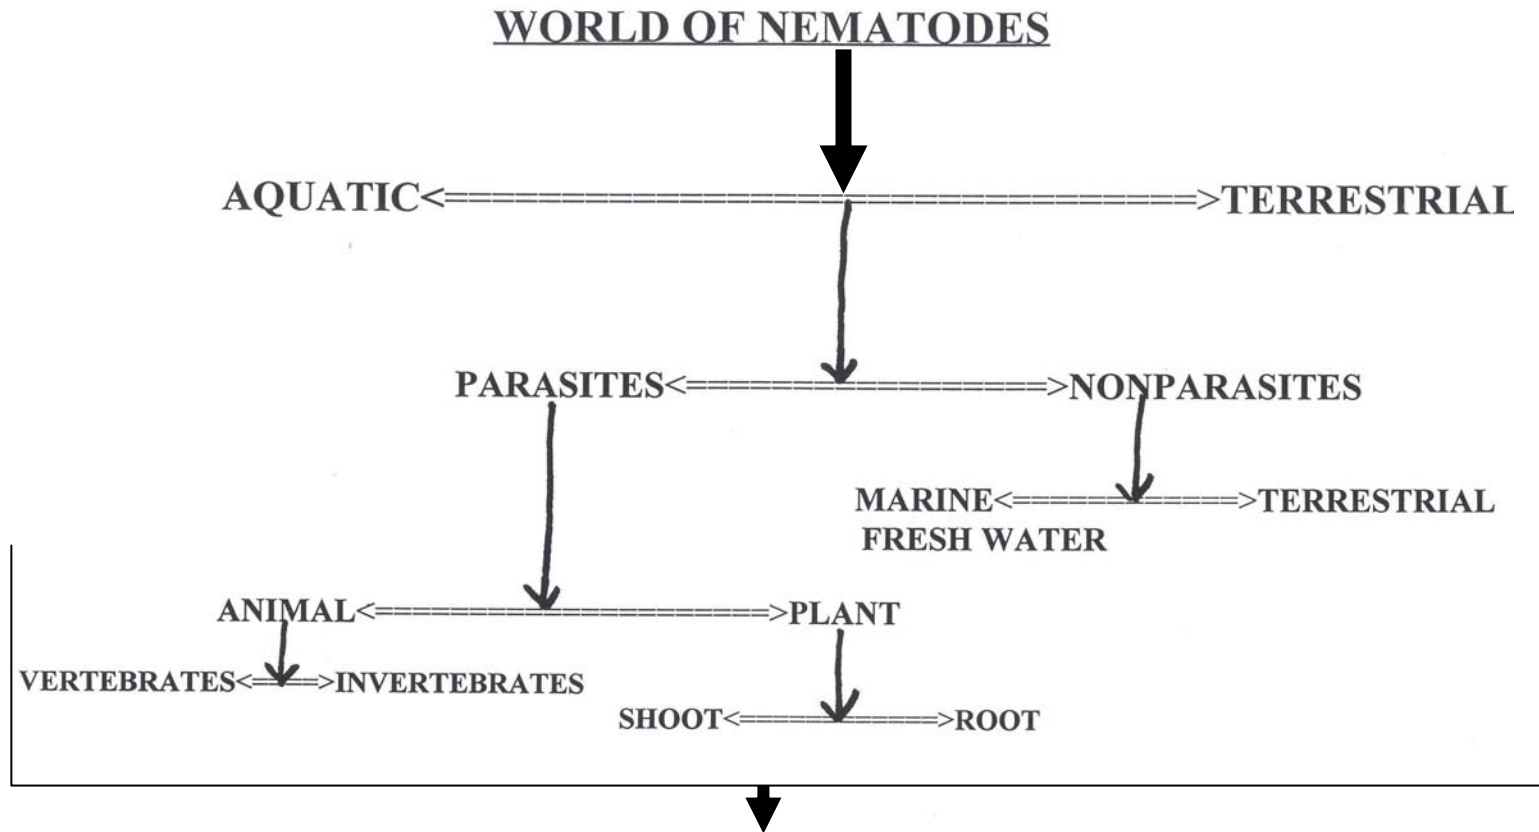 WORLD OF NEMATODES
AQUATIC<================================================>TERRESTRIAL
PARASITES<========================>NONPARASITES
MARINE<==============>TERRESTRIAL
FRESH WATER
ANIMAL<==========================>PLANT
VERTEBRATES<====>INVERTEBRATES
SHOOT<=============>ROOT